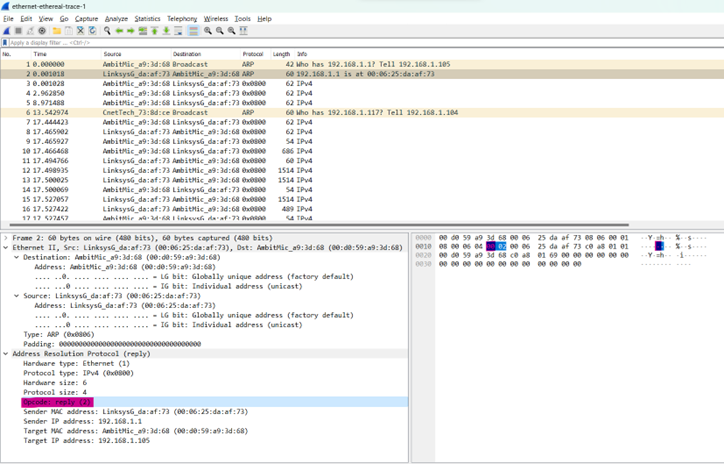 ethernet-ethereal-trace-1
File Edit View Go Capture Analyze Statistics Telephony Wireless Tools Help
Apply a display filter ... <Ctrl-/>
No. Time Source Destination Protocol Length Info
1 0.000000 AmbitMic_a9:3d:68 Broadcast ARP 42 Who has 192.168.1.1? Tell 192.168.1.105
2 0.001018 LinksysG_da:af:73 AmbitMic_a9:3d:68 ARP 60 192.168.1.1 is at 00:06:25:da:af:73
3 0.001028 AmbitMic_a9:3d:68 LinksysG_da:af:73 0x0800 62 IPv4
4 2.962850 AmbitMic_a9:3d:68 LinksysG_da:af:73 0x0800 62 IPv4
5 8.971488 AmbitMic_a9:3d:68 LinksysG_da:af:73 0x0800 62 IPv4
6 13.542974 CnetTech_73:8d:ce Broadcast ARP 60 Who has 192.168.1.117? Tell 192.168.1.104
7 17.444423 AmbitMic_a9:3d:68 LinksysG_da:af:73 0x0800 62 IPv4
8 17.465902 LinksysG_da:af:73 AmbitMic_a9:3d:68 0x0800 62 IPv4
9 17.465927 AmbitMic_a9:3d:68 LinksysG_da:af:73 0x0800 54 IPv4
10 17.466468 AmbitMic_a9:3d:68 LinksysG_da:af:73 0x0800 686 IPv4
11 17.494766 LinksysG_da:af:73 AmbitMic_a9:3d:68 0x0800 60 IPv4
12 17.498935 LinksysG_da:af:73 AmbitMic_a9:3d:68 0x0800 1514 IPv4
13 17.500025 LinksysG_da:af:73 AmbitMic_a9:3d:68 0x0800 1514 IPv4
14 17.500069 AmbitMic_a9:3d:68 LinksysG_da:af:73 0x0800 54 IPv4
15 17.527057 LinksysG_da:af:73 AmbitMic_a9:3d:68 0x0800 1514 IPv4
16 17.527422 LinksysG_da:af:73 AmbitMic_a9:3d:68 0x0800 489 IPv4
17 17.527457 AmbitMic_a9:3d:68 LinksysG_da:af:73 0x0800 54 IPv4
Frame 2: 60 bytes on wire (480 bits), 60 bytes captured (480 bits)
Ethernet II, Src: LinksysG_da:af:73 (00:06:25:da:af:73), Dst: AmbitMic_a9:3d:68 (00:d0:59:a9:3d:68)
Destination: AmbitMic_a9:3d:68 (00:d0:59:a9:3d:68)
Address: AmbitMic_a9:3d:68 (00:d0:59:a9:3d:68)
.... ..0. .... .... .... .... = LG bit: Globally unique address (factory default)
.... ...0 .... .... .... .... = IG bit: Individual address (unicast)
Source: LinksysG_da:af:73 (00:06:25:da:af:73)
Address: LinksysG_da:af:73 (00:06:25:da:af:73)
.... ..0. .... .... .... .... = LG bit: Globally unique address (factory default)
.... ...0 .... .... .... .... = IG bit: Individual address (unicast)
Type: ARP (0x0806)
Padding: 000000000000000000000000000000000000
Address Resolution Protocol (reply)
Hardware type: Ethernet (1)
Protocol type: IPv4 (0x0800)
Hardware size: 6
Protocol size: 4
Opcode: reply (2)
Sender MAC address: LinksysG_da:af:73 (00:06:25:da:af:73)
Sender IP address: 192.168.1.1
Target MAC address: AmbitMic_a9:3d:68 (00:d0:59:a9:3d:68)
Target IP address: 192.168.1.105
0000 00 d0 59 a9 3d 68 00 06 25 da af 73 08 06 00 01
0010 08 00 06 04 00 02 00 06 25 da af 73 c0 a8 01 01
0020 00 d0 59 a9 3d 68 c0 a8 01 69 00 00 00 00 00 00
0030 00 00 00 00 00 00 00 00 00 00 00 00